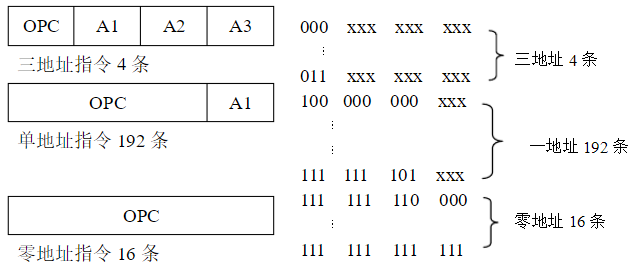 OPC A1 A2 A3
三地址指令 4 条
OPC A1
单地址指令 192 条
OPC
零地址指令 16 条
000 xxx xxx xxx
⋮
011 xxx xxx xxx
三地址 4 条
100 000 000 xxx
⋮
111 111 101 xxx
一地址 192 条
111 111 110 000
⋮
111 111 111 111
零地址 16 条